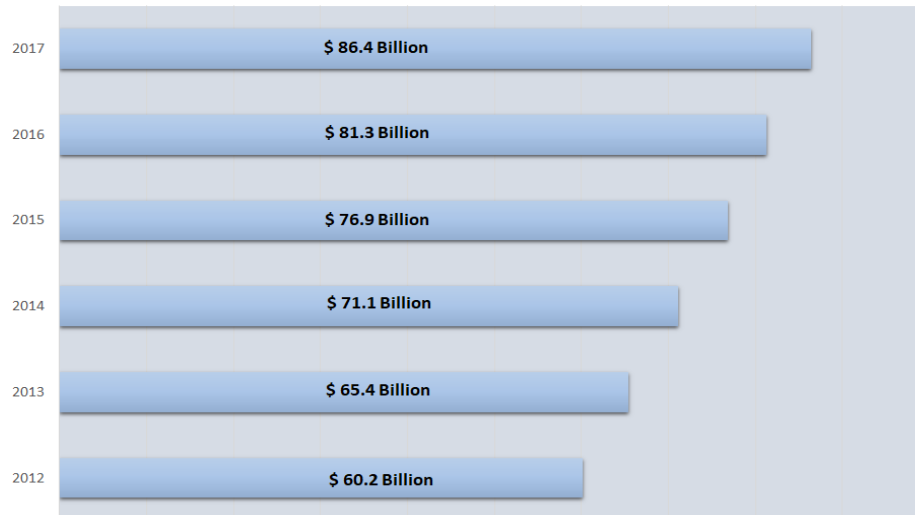 2017 $ 86.4 Billion
2016 $ 81.3 Billion
2015 $ 76.9 Billion
2014 $ 71.1 Billion
2013 $ 65.4 Billion
2012 $ 60.2 Billion